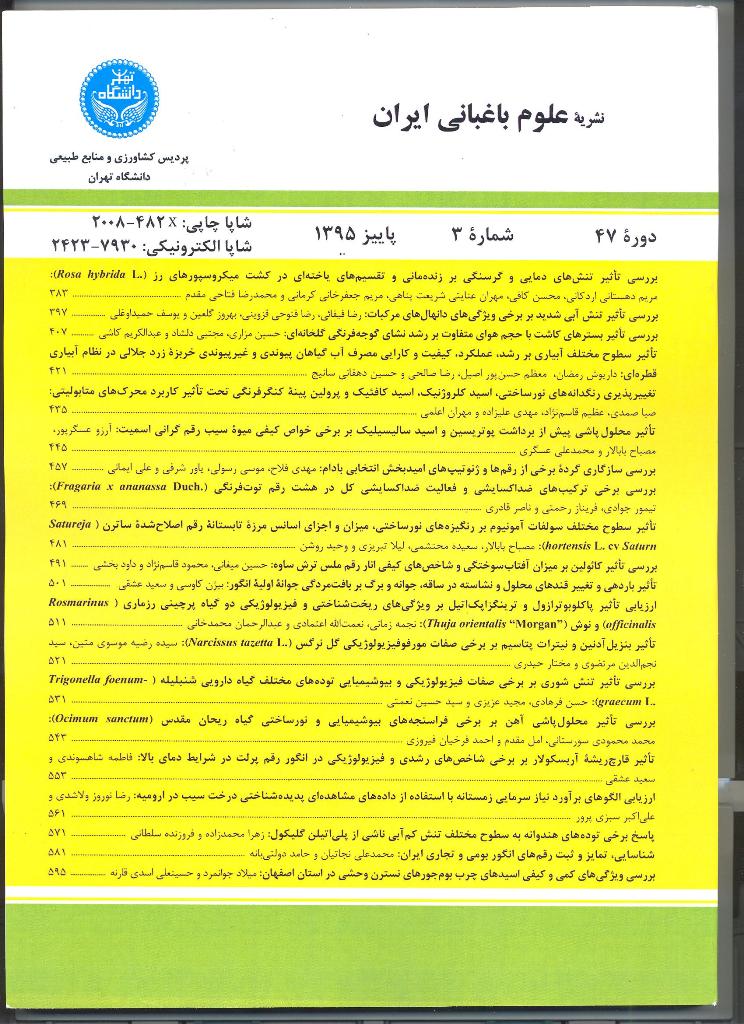 دانشگاه
تهران
نشریۀ علوم باغبانی ایران
پردیس کشاورزی و منابع طبیعی
دانشگاه تهران
دورۀ ۴۷
شمارۀ ۳
پاییز ۱۳۹۵
شاپا چاپی: ۲۰۰۸-۴۸۲X
شاپا الکترونیکی: ۲۴۲۳-۷۹۳۰
بررسی تأثیر تنش‌های دمایی و گرسنگی بر زنده‌مانی و تقسیم‌های یاخته‌ای در کشت میکروسپورهای رز (Rosa hybrida L.):
مریم دهستانی اردکانی، محسن کافی، مهران عنایتی شریعت پناهی، مریم جعفرخانی کرمانی و محمدرضا فتاحی مقدم ۳۸۳
بررسی تأثیر تنش آبی شدید بر برخی ویژگی‌های دانهال‌های مرکبات: رضا فیفائی، رضا فتوحی قزوینی، بهروز گلعین و یوسف حمیداوغلی ۳۹۷
بررسی تأثیر بسترهای کاشت با حجم هوای متفاوت بر رشد نشای گوجه‌فرنگی گلخانه‌ای: حسین مزاری، مجتبی دلشاد و عبدالکریم کاشی ۴۰۷
تأثیر سطوح مختلف آبیاری بر رشد، عملکرد، کیفیت و کارایی مصرف آب گیاهان پیوندی و غیرپیوندی خربزۀ زرد جلالی در نظام آبیاری
قطره‌ای: داریوش رمضان، معظم حسن‌پور اصیل، رضا صالحی و حسین دهقانی سانیج ۴۲۱
تغییرپذیری رنگدانه‌های نورساختی، اسید کلروژنیک، اسید کافئیک و پرولین پینۀ کنگرفرنگی تحت تأثیر کاربرد محرک‌های متابولیتی:
صبا صمدی، عظیم قاسم‌نژاد، مهدی علیزاده و مهران اعلمی ۴۳۵
تأثیر محلول‌پاشی پیش از برداشت پوتریسین و اسید سالیسیلیک بر برخی خواص کیفی میوۀ سیب رقم گرانی اسمیت: آرزو عسگرپور،
مصباح بابالار و محمدعلی عسگری ۴۴۵
بررسی سازگاری گردۀ برخی از رقم‌ها و ژنوتیپ‌های امیدبخش انتخابی بادام: مهدی فلاح، موسی رسولی، یاور شرفی و علی ایمانی ۴۵۷
بررسی برخی ترکیب‌های ضداکسایشی و فعالیت ضداکسایشی کل در هشت رقم توت‌فرنگی (Fragaria x ananassa Duch.):
تیمور جوادی، فریناز رحمتی و ناصر قادری ۴۶۹
تأثیر سطوح مختلف سولفات آمونیوم بر رنگیزه‌های نورساختی، میزان و اجزای اسانس مرزۀ تابستانۀ رقم اصلاح‌شدۀ ساترن (Satureja
hortensis L. cv Saturn): مصباح بابالار، سعیده محتشمی، لیلا تبریزی و وحید روشن ۴۸۱
بررسی تأثیر کائولین بر میزان آفتاب‌سوختگی و شاخص‌های کیفی انار رقم ملس ترش ساوه: حسین میغانی، محمود قاسم‌نژاد و داود بخشی ۴۹۱
تأثیر باردهی و تغییر قندهای محلول و نشاسته در ساقه، جوانه و برگ بر بافت‌مردگی جوانۀ اولیۀ انگور: بیژن کاوسی و سعید عشقی ۵۰۱
ارزیابی تأثیر پاکلوبوترازول و ترینگزاپک‌اتیل بر ویژگی‌های ریخت‌شناختی و فیزیولوژیکی دو گیاه پرچینی رزماری (Rosmarinus
officinalis) و نوش (Thuja orientalis “Morgan”): نجمه زمانی، نعمت‌الله اعتمادی و عبدالرحمان محمدخانی ۵۱۱
تأثیر بنزیل‌آدنین و نیترات پتاسیم بر برخی صفات مورفوفیزیولوژیکی گل نرگس (Narcissus tazetta L.): سیده رضیه موسوی متین، سید
نجم‌الدین مرتضوی و مختار حیدری ۵۲۱
بررسی تأثیر تنش شوری بر برخی صفات فیزیولوژیکی و بیوشیمیایی توده‌های مختلف گیاه دارویی شنبلیله (Trigonella foenum-
graecum L.): حسن فرهادی، مجید عزیزی و سید حسین نعمتی ۵۳۱
بررسی تأثیر محلول‌پاشی آهن بر برخی فراسنجه‌های بیوشیمیایی و نورساختی گیاه ریحان مقدس (Ocimum sanctum):
محمد محمودی سورستانی، امل مقدم و احمد فرخیان فیروزی ۵۴۳
تأثیر قارچ‌ریشۀ آربسکولار بر برخی شاخص‌های رشدی و فیزیولوژیکی در انگور رقم پرلت در شرایط دمای بالا: فاطمه شاهسوندی و
سعید عشقی ۵۵۳
ارزیابی الگوهای برآورد نیاز سرمایی زمستانه با استفاده از داده‌های مشاهده‌ای پدیده‌شناختی درخت سیب در ارومیه: رضا نوروز ولاشدی و
علی‌اکبر سبزی پرور ۵۶۱
پاسخ برخی توده‌های هندوانه به سطوح مختلف تنش کم‌آبی ناشی از پلی‌اتیلن گلیکول: زهرا محمدزاده و فروزنده سلطانی ۵۷۱
شناسایی، تمایز و ثبت رقم‌های انگور بومی و تجاری ایران: محمدعلی نجاتیان و حامد دولتی‌بانه ۵۸۱
بررسی ویژگی‌های کمی و کیفی اسیدهای چرب بوم‌جورهای نسترن وحشی در استان اصفهان: میلاد جوانمرد و حسینعلی اسدی قارنه ۵۹۵